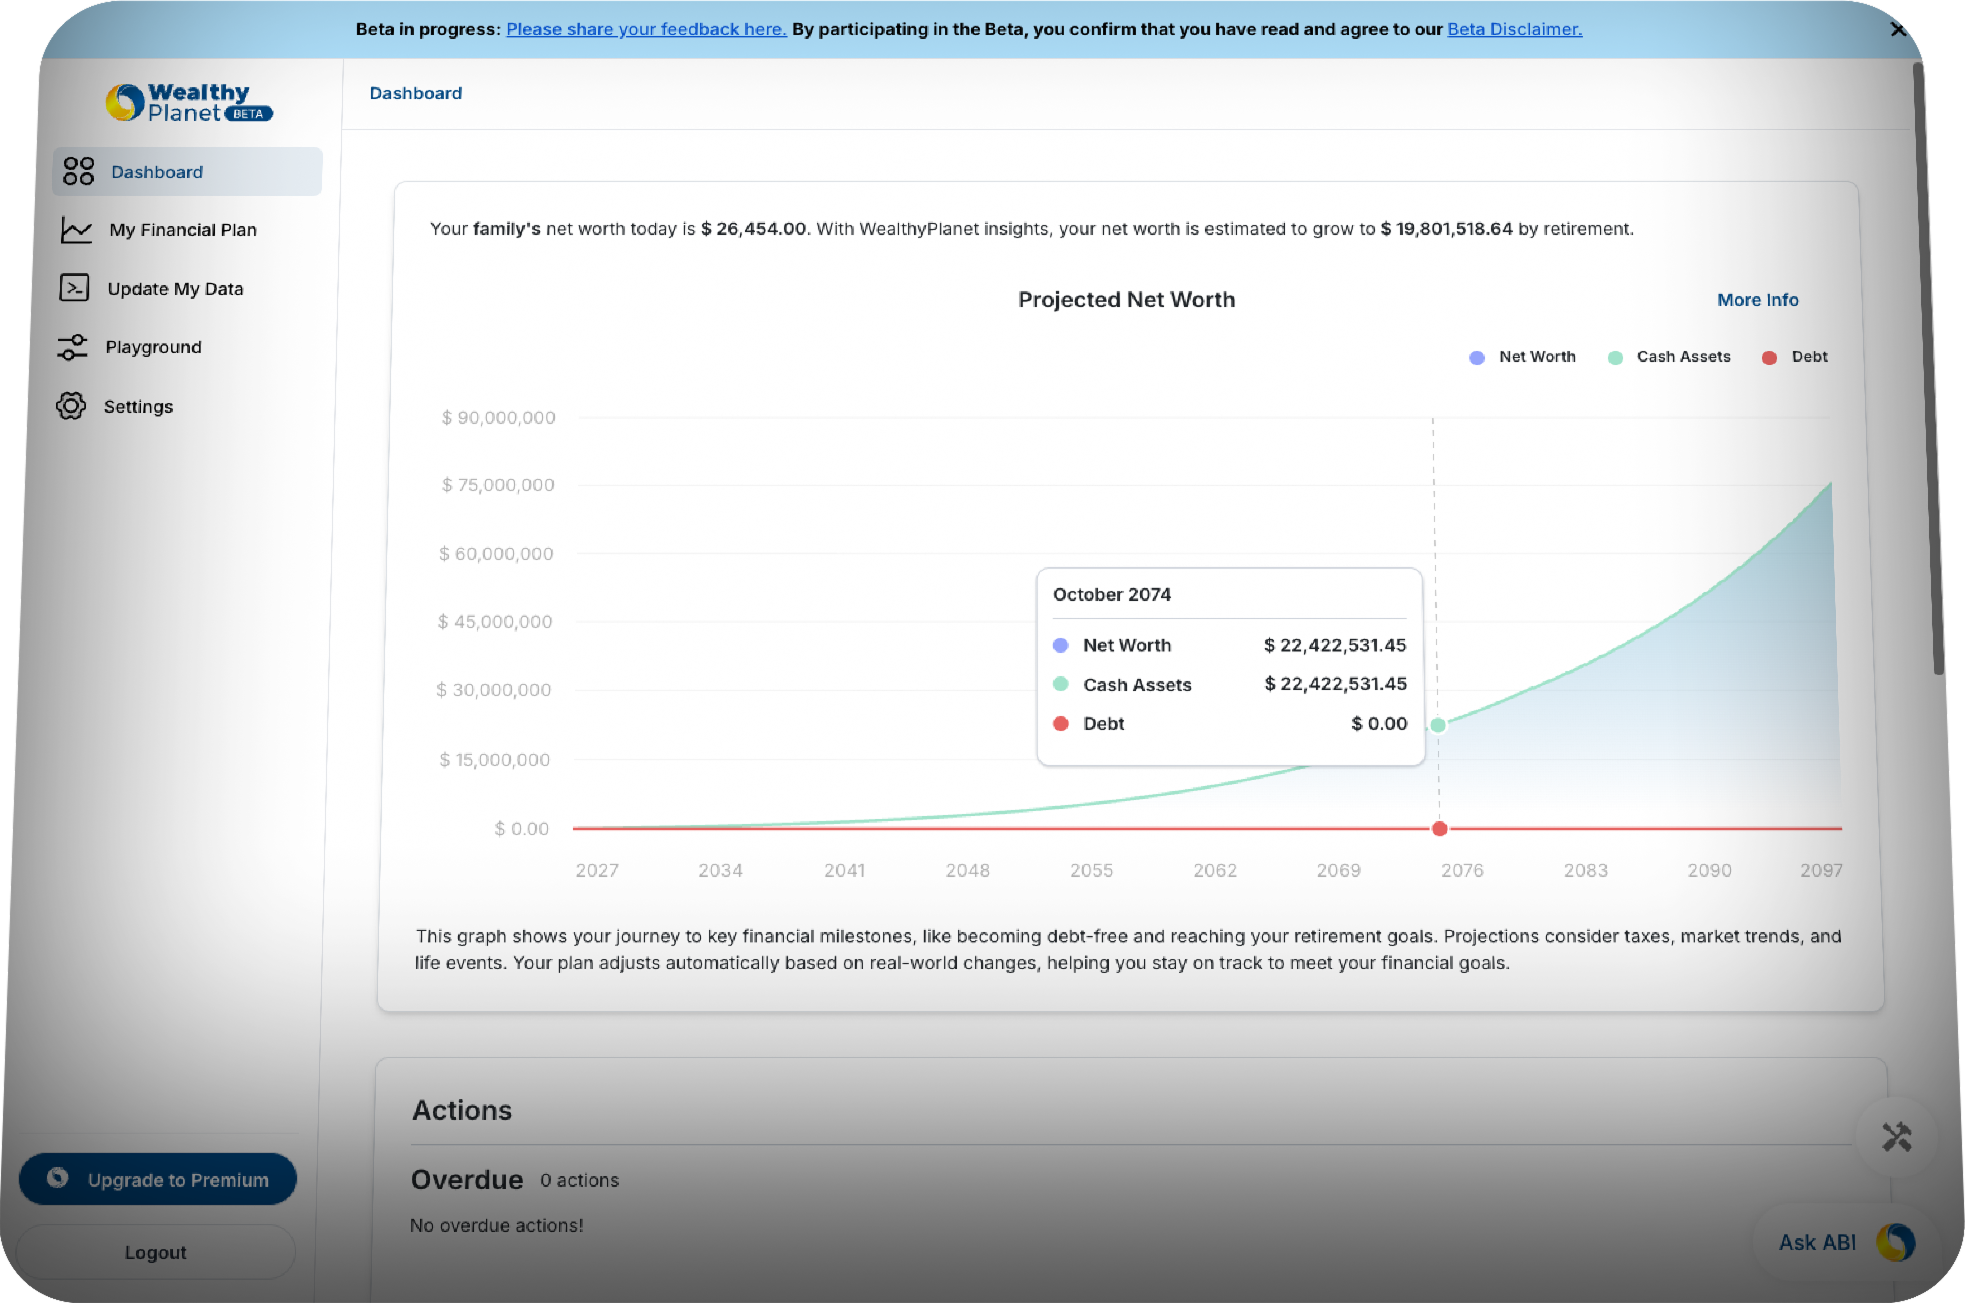 Beta in progress: Please share your feedback here. By participating in the Beta, you confirm that you have read and agree to our Beta Disclaimer.
Wealthy
Planet BETA
Dashboard
My Financial Plan
Update My Data
Playground
Settings
Upgrade to Premium
Logout
Dashboard
Your family's net worth today is $ 26,454.00. With WealthyPlanet insights, your net worth is estimated to grow to $ 19,801,518.64 by retirement.
Projected Net Worth
More Info
Net Worth Cash Assets Debt
$ 90,000,000
$ 75,000,000
$ 60,000,000
$ 45,000,000
$ 30,000,000
$ 15,000,000
$ 0.00
October 2074
Net Worth $ 22,422,531.45
Cash Assets $ 22,422,531.45
Debt $ 0.00
2027 2034 2041 2048 2055 2062 2069 2076 2083 2090 2097
This graph shows your journey to key financial milestones, like becoming debt-free and reaching your retirement goals. Projections consider taxes, market trends, and
life events. Your plan adjusts automatically based on real-world changes, helping you stay on track to meet your financial goals.
Actions
Overdue 0 actions
No overdue actions!
Ask ABI